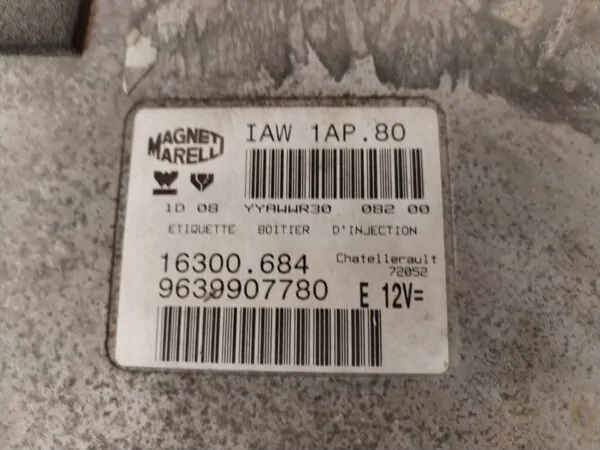 MAGNETI
MARELLI
IAW 1AP.80
1D 08 YYAWWR30 082 00
ETIQUETTE BOITIER D'INJECTION
16300.684
Chatellerault
72052
9639907780
E 12V=